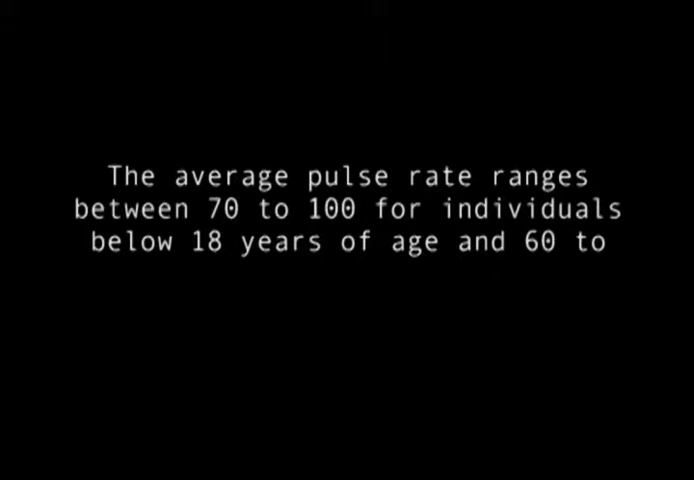 The average pulse rate ranges
between 70 to 100 for individuals
below 18 years of age and 60 to